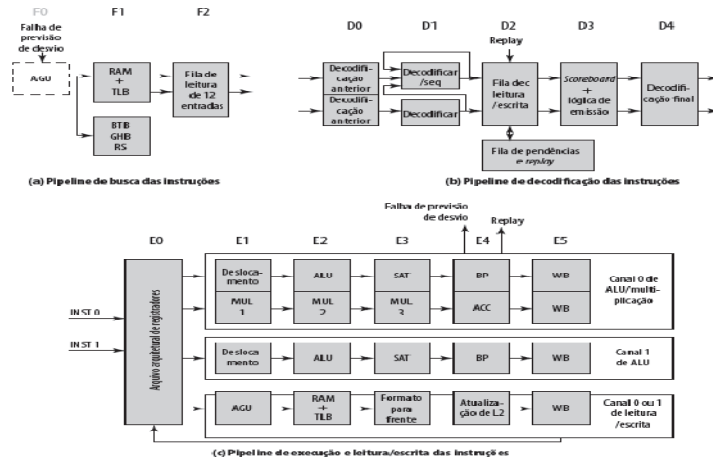 F0 F1 F2
Falha de
previsão
de desvio
AGU
RAM
+
TLB
Fila de
leitura
de 12
entradas
BTB
GHB
RS
(a) Pipeline de busca das instruções
D0 D1 D2 D3 D4
Replay
Decodifi-
cação
anterior
Decodificar
/seq
Decodifi-
cação
anterior
Decodificar
Fila dec
leitura
/escrita
Scoreboard
+
lógica de
emissão
Decodifi-
cação final
Fila de pendências
e replay
(b) Pipeline de decodificação das instruções
Falha de previsão
de desvio
Replay
E0 E1 E2 E3 E4 E5
INST 0
INST 1
Arquivo arquitetural de registradores
Desloca-
mento
ALU
SAT
BP
WB
MUL
1
MUL
2
MUL
3
ACC
WB
Canal 0 de
ALU/multi-
plicação
Desloca-
mento
ALU
SAT
BP
WB
Canal 1
de ALU
AGU
RAM
+
TLB
Formato
para
frente
Atualiza-
ção de L2
WB
Canal 0 ou 1
de leitura
/escrita
(c) Pipeline de execução e leitura/escrita das instruções